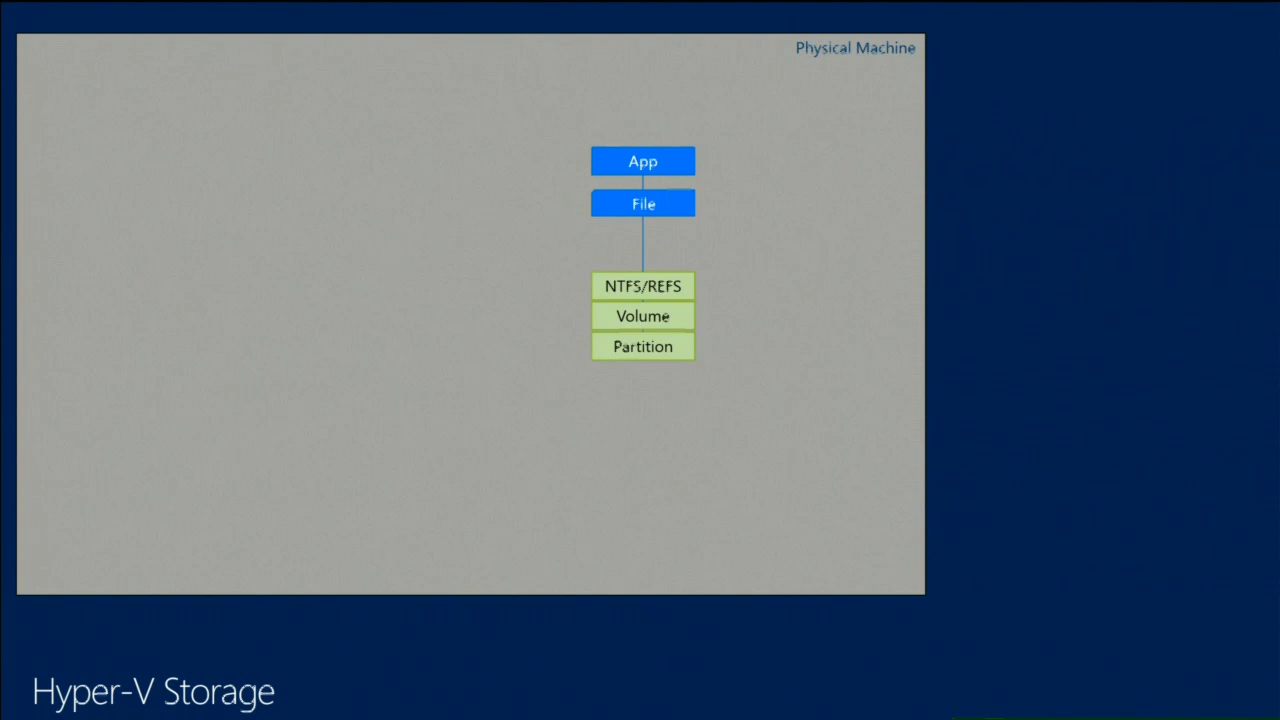 Physical Machine
App
File
NTFS/REFS
Volume
Partition
Hyper-V Storage